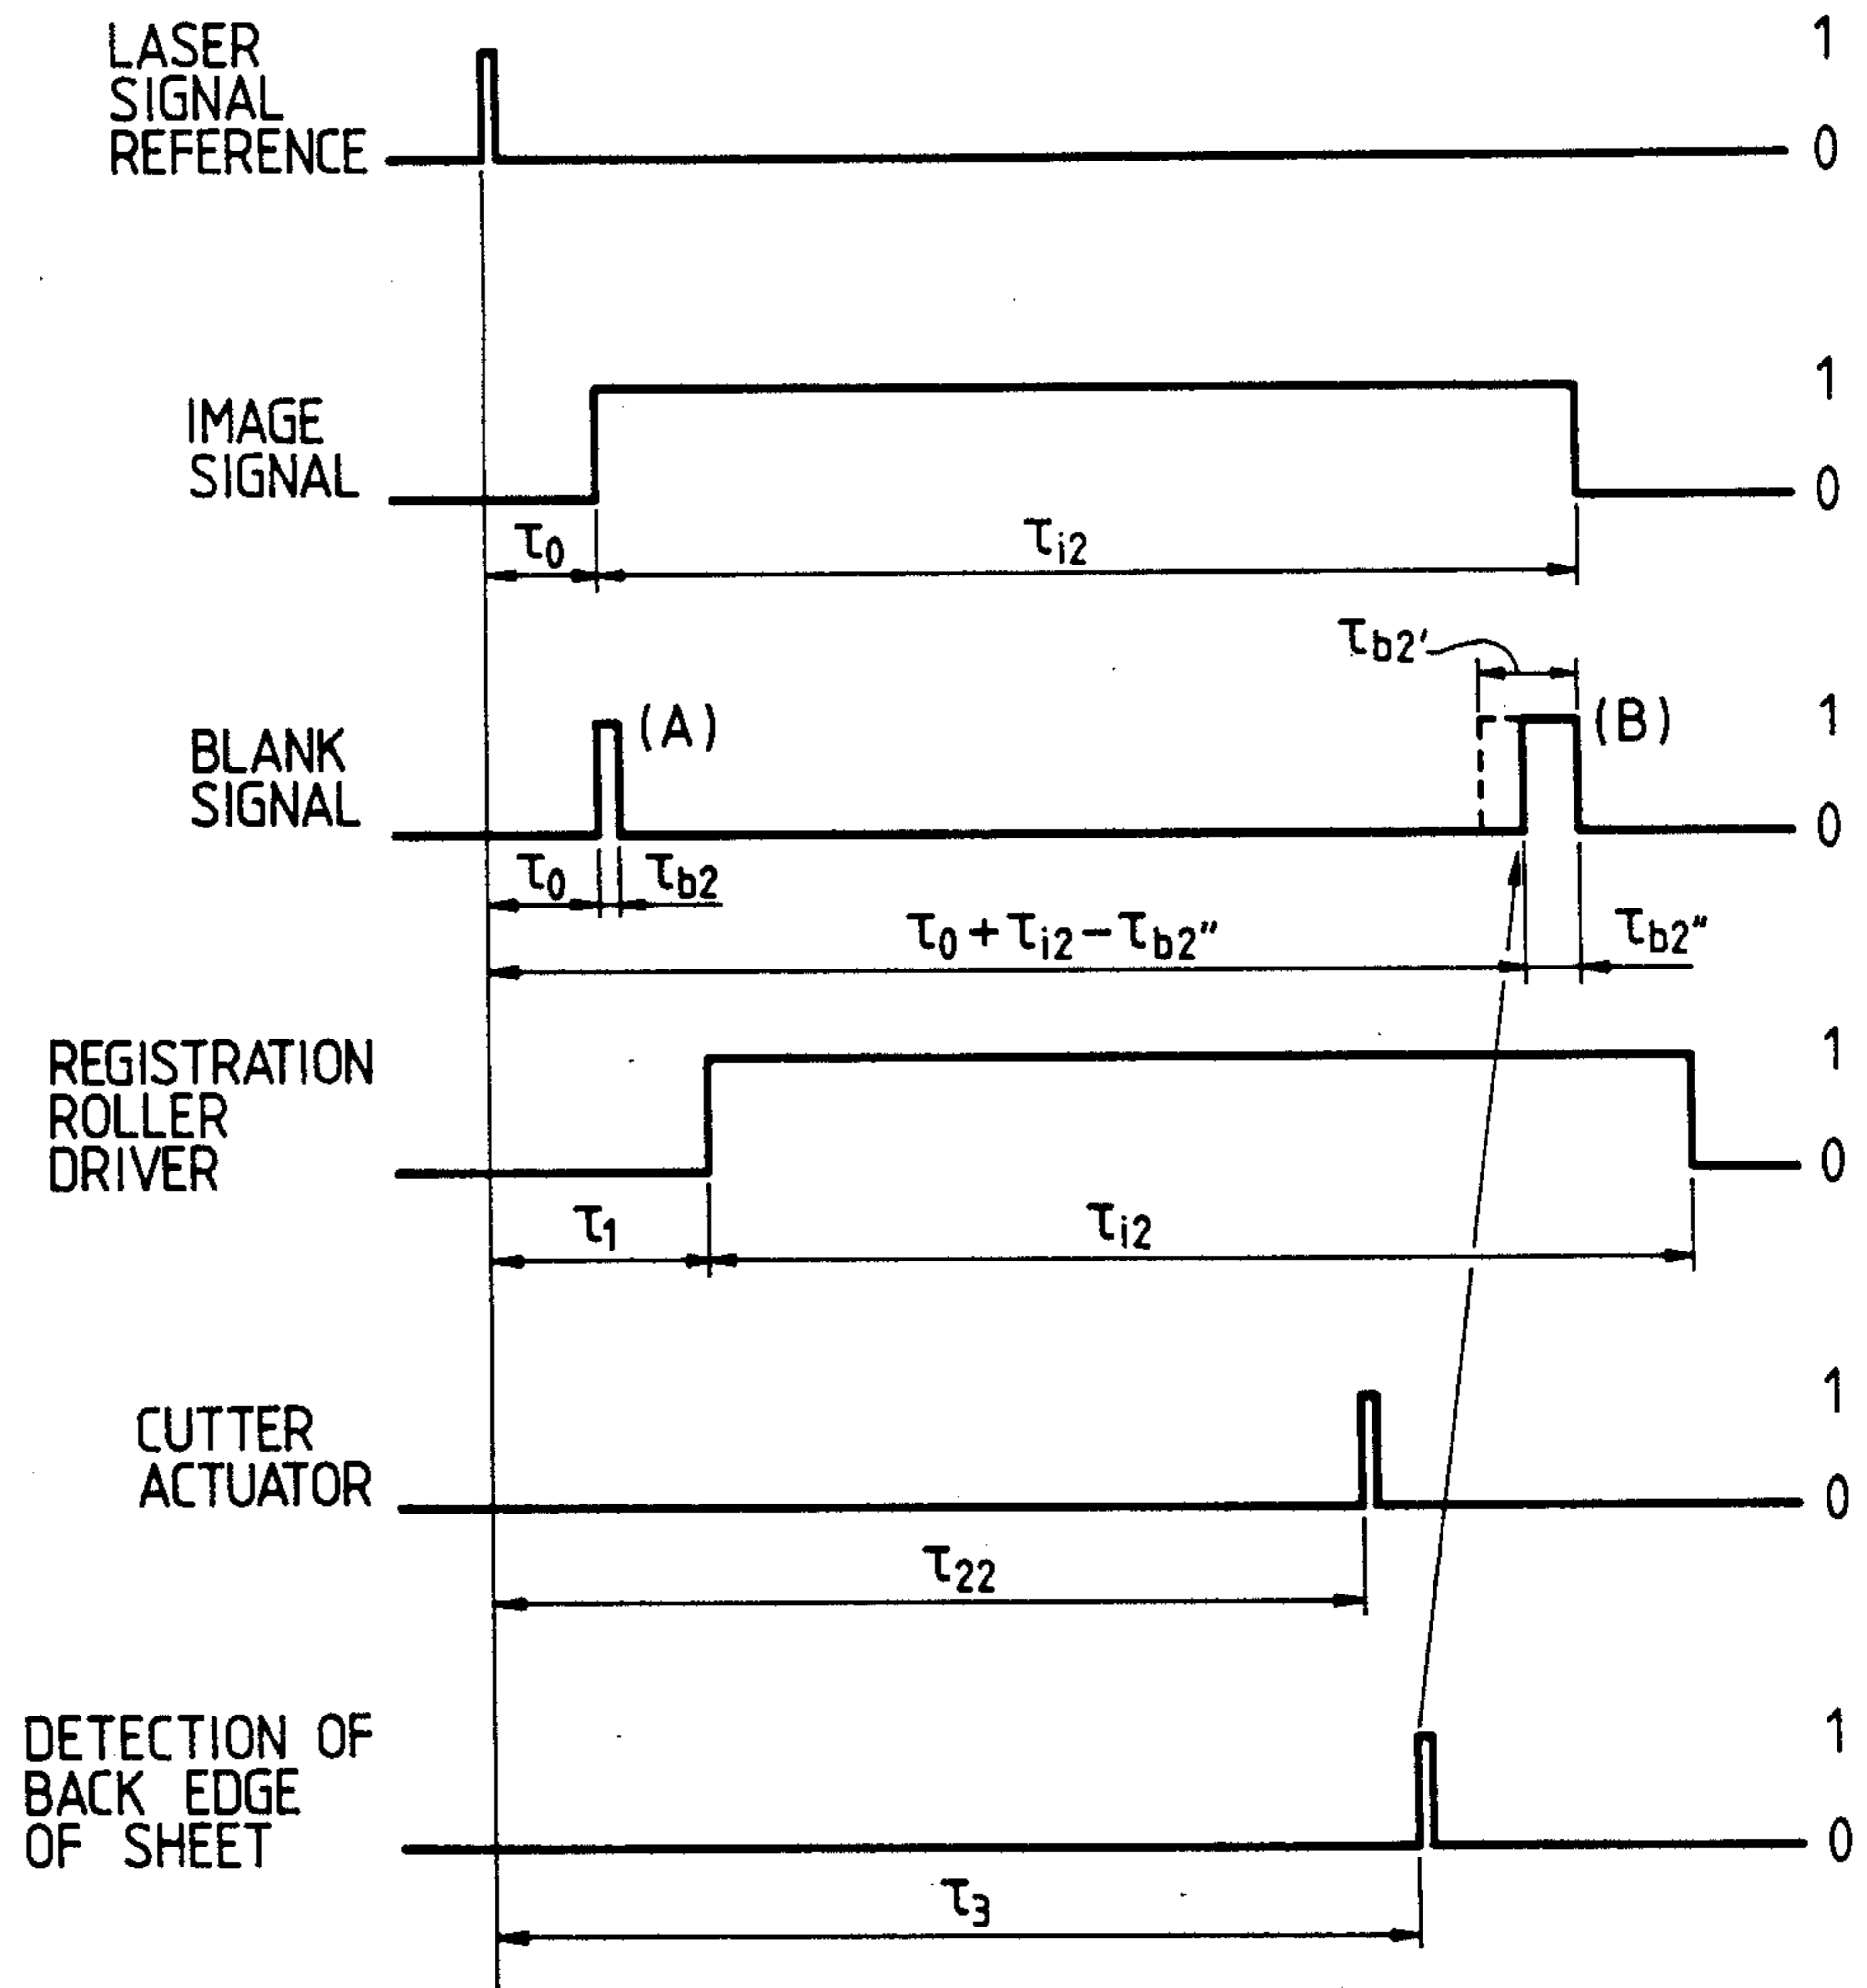 LASER
SIGNAL
REFERENCE
1
0
IMAGE
SIGNAL
1
0
τ0
τi2
τb2'
BLANK
SIGNAL
(A)
(B)
1
0
τ0
τb2
τ0+τi2−τb2"
τb2"
REGISTRATION
ROLLER
DRIVER
1
0
τ1
τi2
CUTTER
ACTUATOR
1
0
τ22
DETECTION OF
BACK EDGE
OF SHEET
1
0
τ3